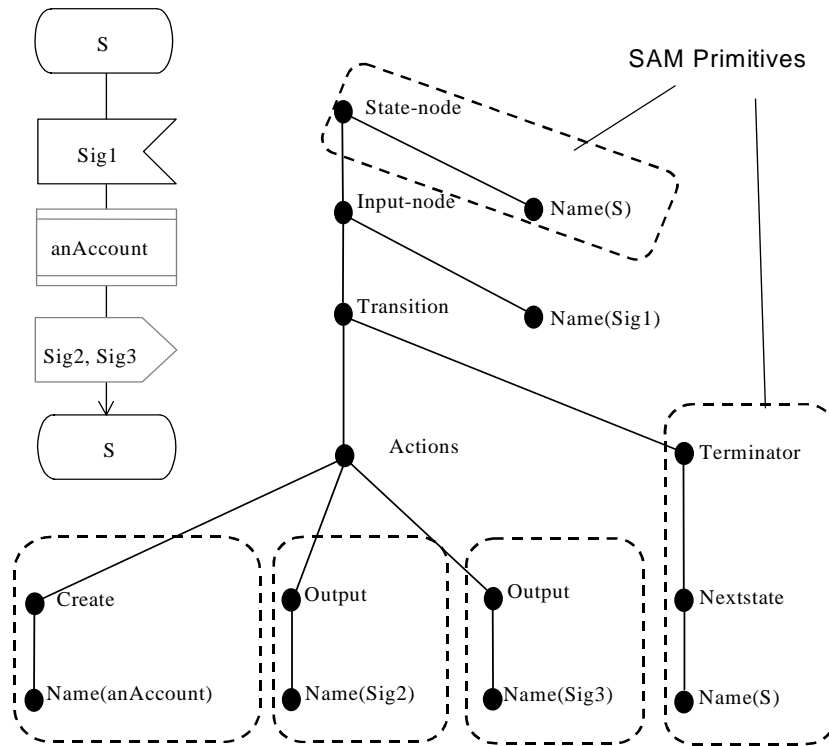 S
Sig1
anAccount
Sig2, Sig3
S
SAM Primitives
State-node
Input-node
Name(S)
Transition
Name(Sig1)
Actions
Terminator
Create
Output
Output
Nextstate
Name(anAccount)
Name(Sig2)
Name(Sig3)
Name(S)